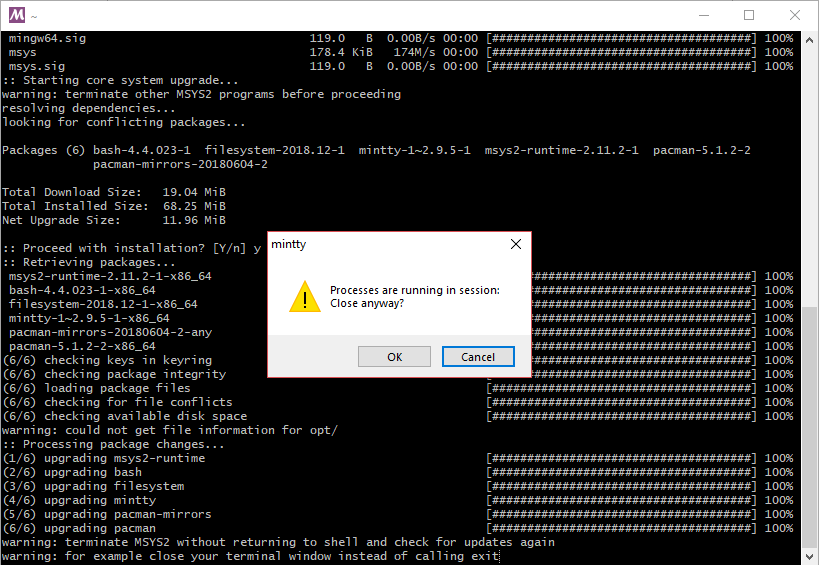 ~
mingw64.sig 119.0 B 0.00B/s 00:00 [#####################################] 100%
msys 178.4 KiB 174M/s 00:00 [#####################################] 100%
msys.sig 119.0 B 0.00B/s 00:00 [#####################################] 100%
:: Starting core system upgrade...
warning: terminate other MSYS2 programs before proceeding
resolving dependencies...
looking for conflicting packages...
Packages (6) bash-4.4.023-1 filesystem-2018.12-1 mintty-1~2.9.5-1 msys2-runtime-2.11.2-1 pacman-5.1.2-2
pacman-mirrors-20180604-2
Total Download Size: 19.04 MiB
Total Installed Size: 68.25 MiB
Net Upgrade Size: 11.96 MiB
:: Proceed with installation? [Y/n] y
:: Retrieving packages...
msys2-runtime-2.11.2-1-x86_64 #################################] 100%
bash-4.4.023-1-x86_64 #################################] 100%
filesystem-2018.12-1-x86_64 #################################] 100%
mintty-1~2.9.5-1-x86_64 #################################] 100%
pacman-mirrors-20180604-2-any #################################] 100%
pacman-5.1.2-2-x86_64 #################################] 100%
(6/6) checking keys in keyring #################################] 100%
(6/6) checking package integrity [#####################################] 100%
(6/6) loading package files [#####################################] 100%
(6/6) checking for file conflicts [#####################################] 100%
(6/6) checking available disk space [#####################################] 100%
warning: could not get file information for opt/
:: Processing package changes...
(1/6) upgrading msys2-runtime [#####################################] 100%
(2/6) upgrading bash [#####################################] 100%
(3/6) upgrading filesystem [#####################################] 100%
(4/6) upgrading mintty [#####################################] 100%
(5/6) upgrading pacman-mirrors [#####################################] 100%
(6/6) upgrading pacman [#####################################] 100%
warning: terminate MSYS2 without returning to shell and check for updates again
warning: for example close your terminal window instead of calling exit
mintty
Processes are running in session:
Close anyway?
OK
Cancel